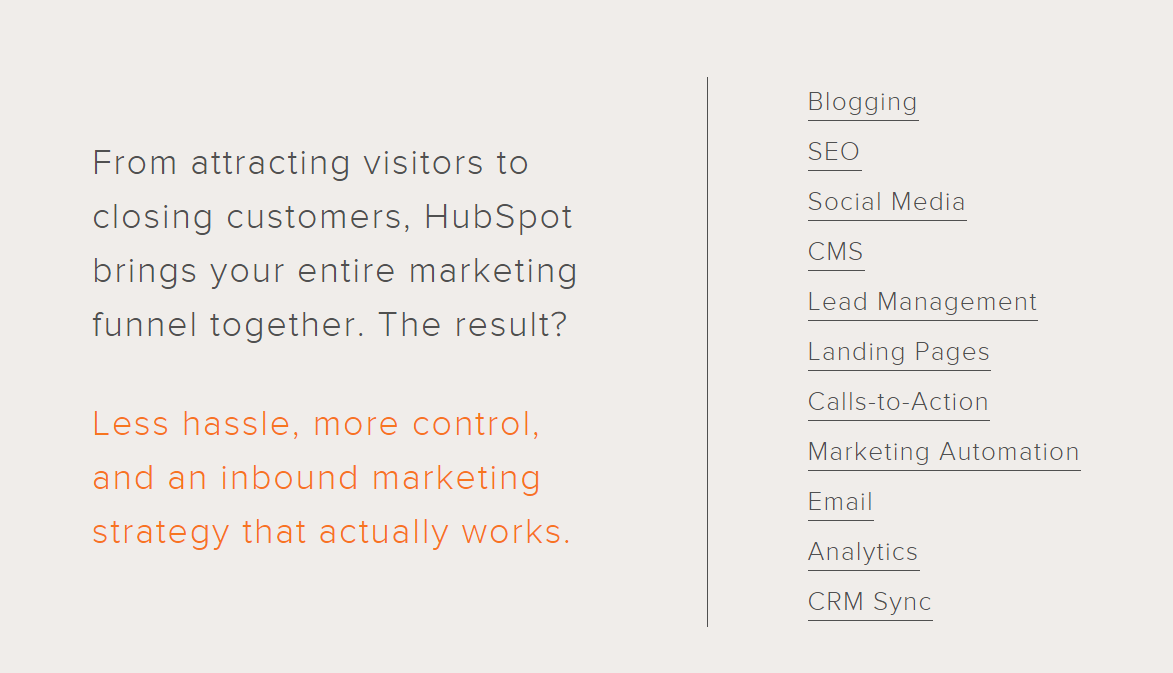 From attracting visitors to
closing customers, HubSpot
brings your entire marketing
funnel together. The result?
Less hassle, more control,
and an inbound marketing
strategy that actually works.
Blogging
SEO
Social Media
CMS
Lead Management
Landing Pages
Calls-to-Action
Marketing Automation
Email
Analytics
CRM Sync